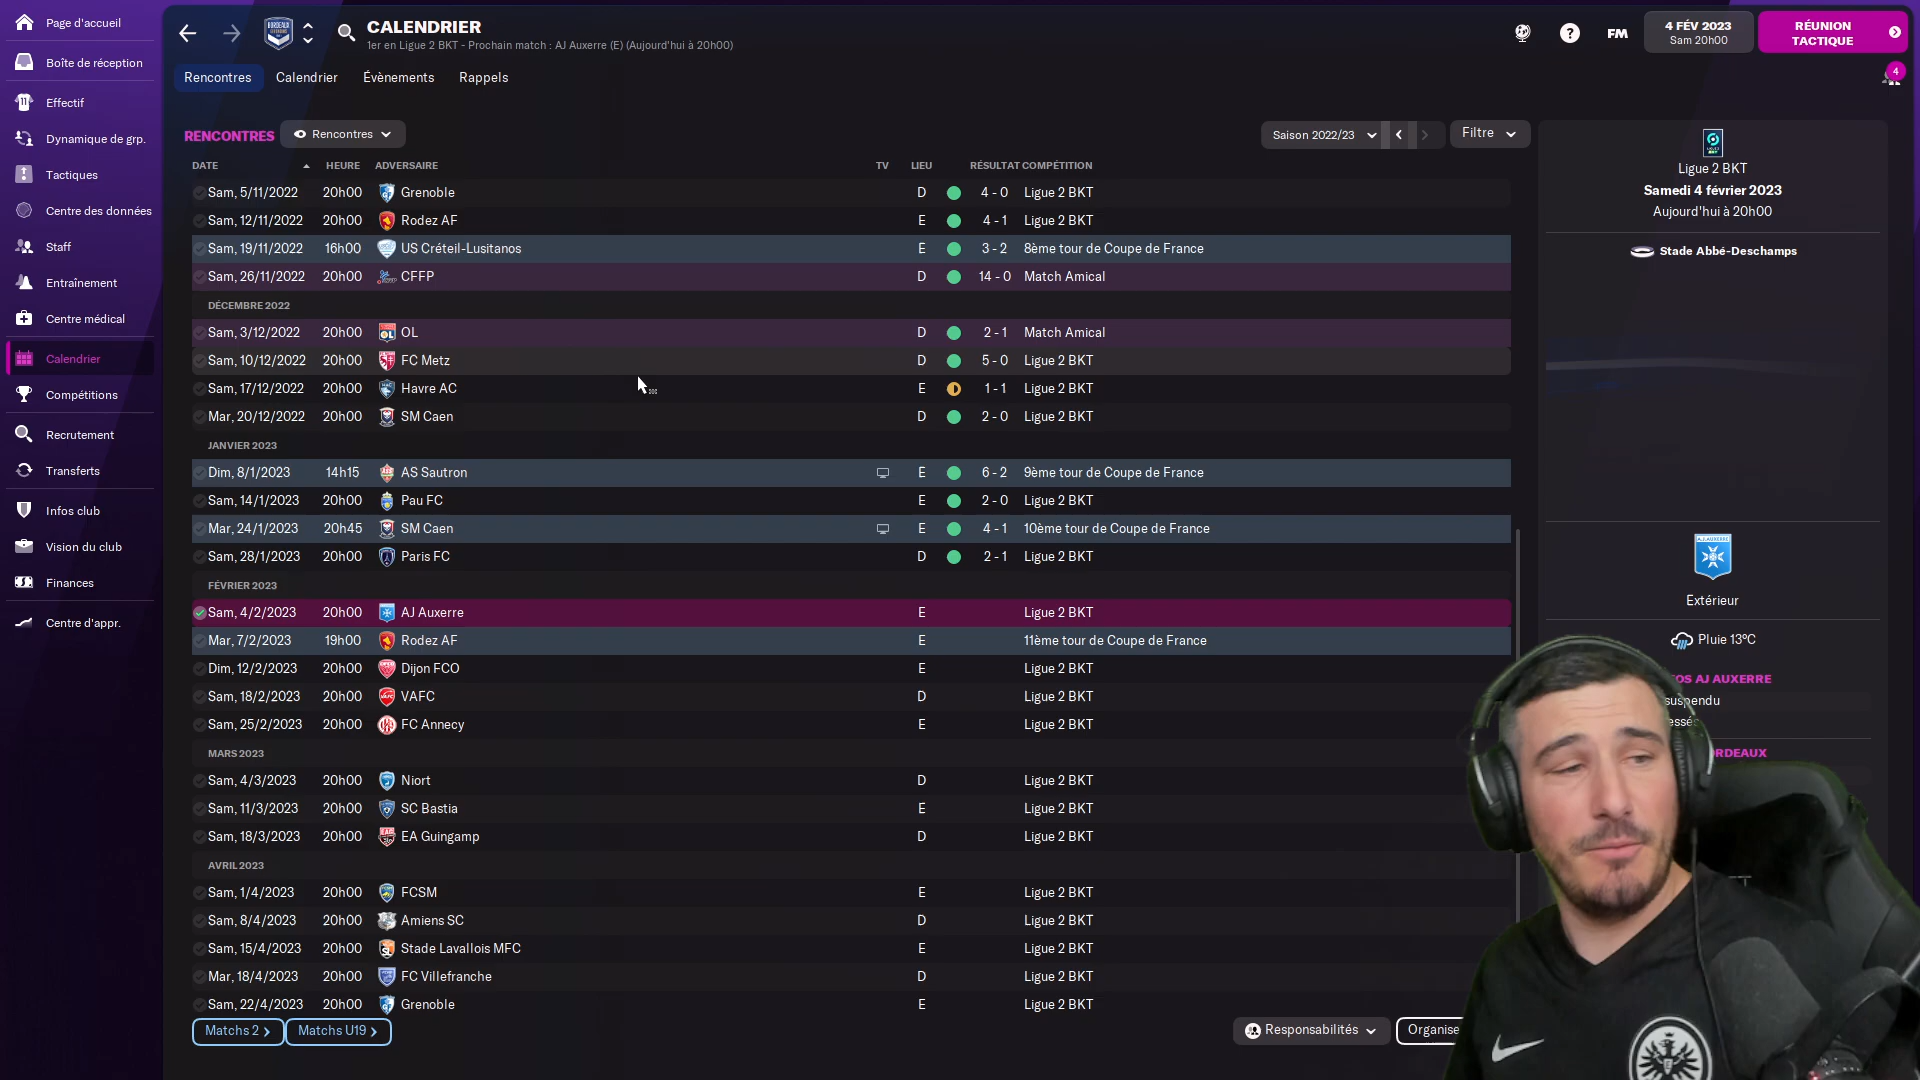 Page d'accueil
Boîte de réception
Effectif
Dynamique de grp.
Tactiques
Centre des données
Staff
Entraînement
Centre médical
Calendrier
Compétitions
Recrutement
Transferts
Infos club
Vision du club
Finances
Centre d'appr.
CALENDRIER
1er en Ligue 2 BKT - Prochain match : AJ Auxerre (E) (Aujourd'hui à 20h00)
FM
4 FÉV 2023
Sam 20h00
RÉUNION
TACTIQUE
4
Rencontres Calendrier Évènements Rappels
RENCONTRES Rencontres
Saison 2022/23 Filtre
DATE HEURE ADVERSAIRE TV LIEU RÉSULTAT COMPÉTITION
Sam, 5/11/2022 20h00 Grenoble D 4 - 0 Ligue 2 BKT
Sam, 12/11/2022 20h00 Rodez AF E 4 - 1 Ligue 2 BKT
Sam, 19/11/2022 16h00 US Créteil-Lusitanos E 3 - 2 8ème tour de Coupe de France
Sam, 26/11/2022 20h00 CFFP D 14 - 0 Match Amical
DÉCEMBRE 2022
Sam, 3/12/2022 20h00 OL D 2 - 1 Match Amical
Sam, 10/12/2022 20h00 FC Metz D 5 - 0 Ligue 2 BKT
Sam, 17/12/2022 20h00 Havre AC E 1 - 1 Ligue 2 BKT
Mar, 20/12/2022 20h00 SM Caen D 2 - 0 Ligue 2 BKT
JANVIER 2023
Dim, 8/1/2023 14h15 AS Sautron E 6 - 2 9ème tour de Coupe de France
Sam, 14/1/2023 20h00 Pau FC E 2 - 0 Ligue 2 BKT
Mar, 24/1/2023 20h45 SM Caen E 4 - 1 10ème tour de Coupe de France
Sam, 28/1/2023 20h00 Paris FC D 2 - 1 Ligue 2 BKT
FÉVRIER 2023
Sam, 4/2/2023 20h00 AJ Auxerre E Ligue 2 BKT
Mar, 7/2/2023 19h00 Rodez AF E 11ème tour de Coupe de France
Dim, 12/2/2023 20h00 Dijon FCO E Ligue 2 BKT
Sam, 18/2/2023 20h00 VAFC D Ligue 2 BKT
Sam, 25/2/2023 20h00 FC Annecy E Ligue 2 BKT
MARS 2023
Sam, 4/3/2023 20h00 Niort D Ligue 2 BKT
Sam, 11/3/2023 20h00 SC Bastia E Ligue 2 BKT
Sam, 18/3/2023 20h00 EA Guingamp D Ligue 2 BKT
AVRIL 2023
Sam, 1/4/2023 20h00 FCSM E Ligue 2 BKT
Sam, 8/4/2023 20h00 Amiens SC D Ligue 2 BKT
Sam, 15/4/2023 20h00 Stade Lavallois MFC E Ligue 2 BKT
Mar, 18/4/2023 20h00 FC Villefranche D Ligue 2 BKT
Sam, 22/4/2023 20h00 Grenoble E Ligue 2 BKT
Matchs 2 Matchs U19
Responsabilités Organise
Ligue 2 BKT
Samedi 4 février 2023
Aujourd'hui à 20h00
Stade Abbé-Deschamps
Extérieur
Pluie 13ºC
OS AJ AUXERRE
suspendu
essés
RDEAUX